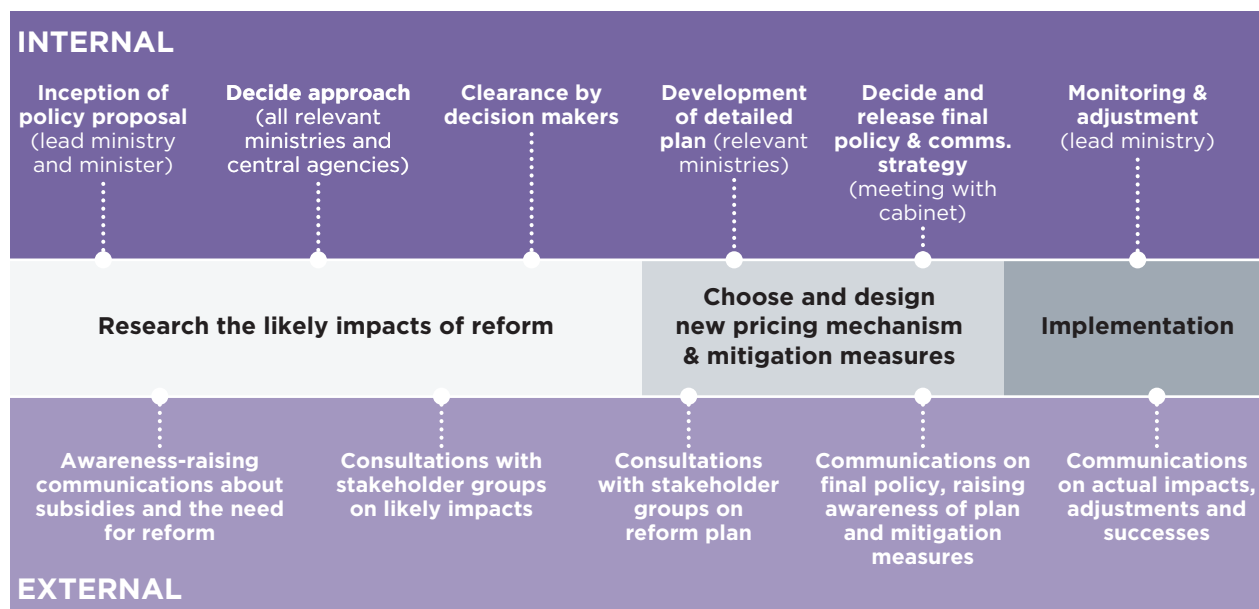 INTERNAL
Inception of
policy proposal
(lead ministry
and minister)
Decide approach
(all relevant
ministries and
central agencies)
Clearance by
decision makers
Development
of detailed
plan (relevant
ministries)
Decide and
release final
policy & comms.
strategy
(meeting with
cabinet)
Monitoring &
adjustment
(lead ministry)
Research the likely impacts of reform
Choose and design
new pricing mechanism
& mitigation measures
Implementation
Awareness-raising
communications about
subsidies and the need
for reform
Consultations with
stakeholder groups
on likely impacts
Consultations
with stakeholder
groups on
reform plan
Communications on
final policy, raising
awareness of plan
and mitigation
measures
Communications
on actual impacts,
adjustments and
successes
EXTERNAL